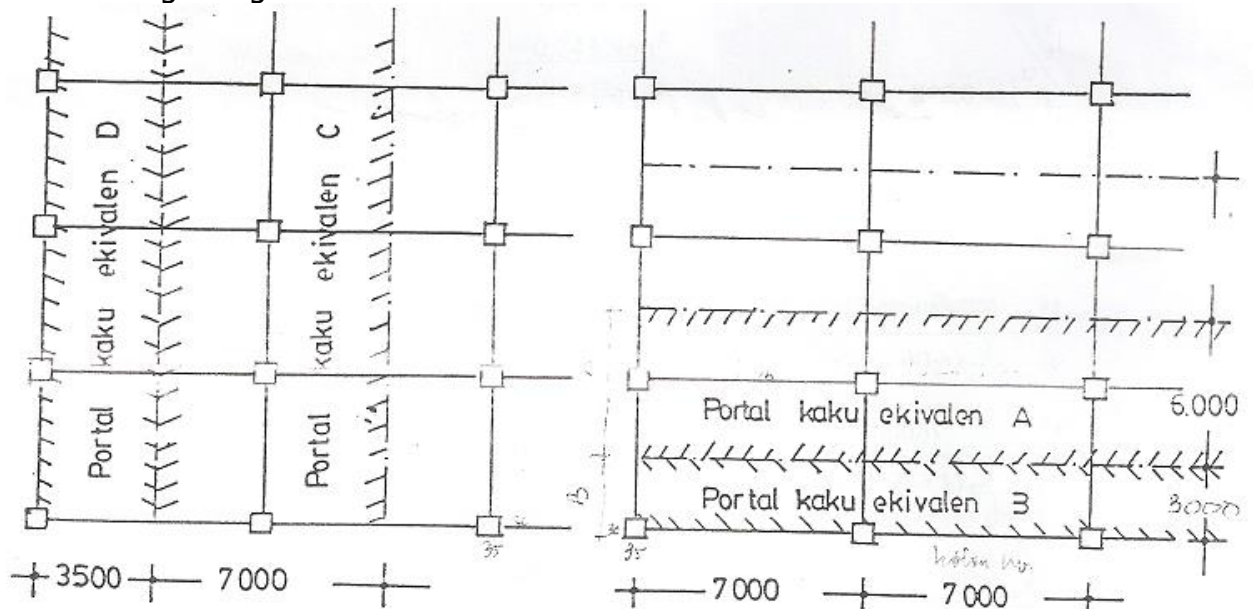 Portal kaku ekivalen D
Portal kaku ekivalen C
3500
7000
35
Portal kaku ekivalen A
6.000
Portal kaku ekivalen B
3000
B
35
7000
7000